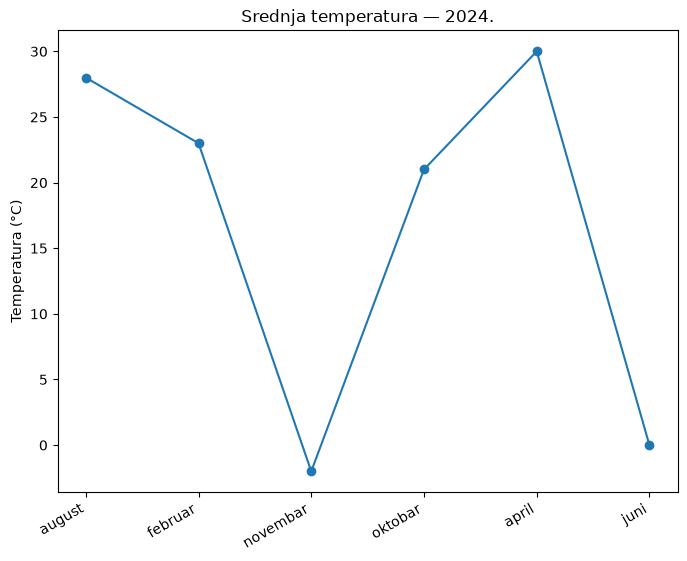 Srednja temperatura — 2024.
Temperatura (°C)
30
25
20
15
10
5
0
august
februar
novembar
oktobar
april
juni